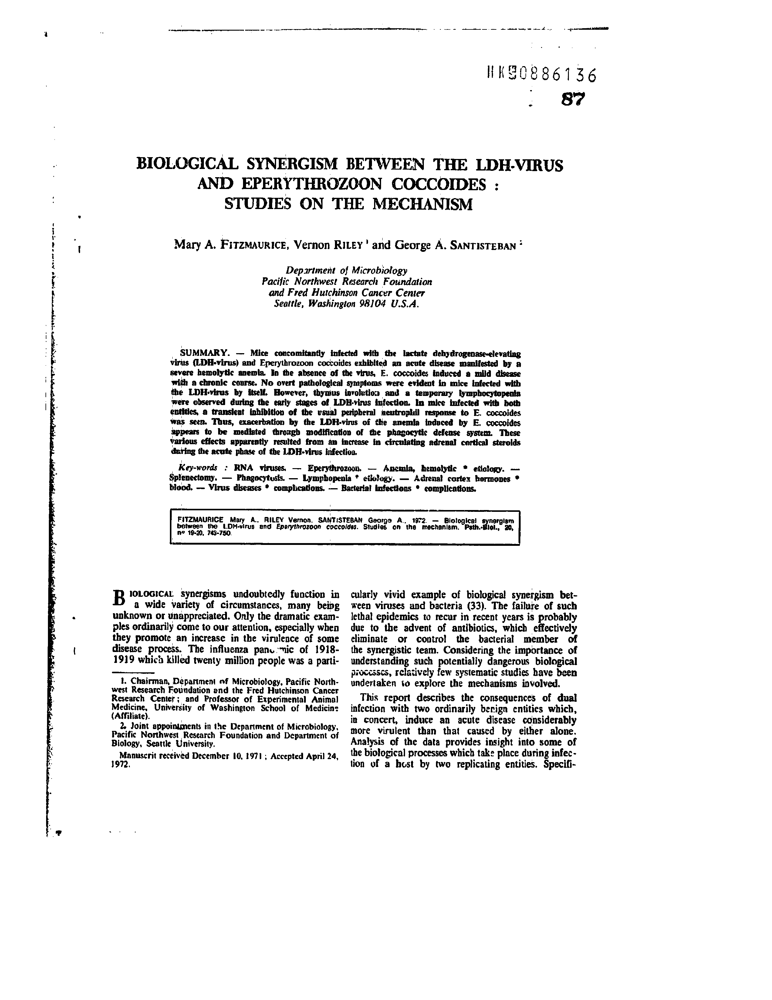 HK90886136
87
BIOLOGICAL SYNERGISM BETWEEN THE LDH-VIRUS
AND EPERYTHROZOON COCCOIDES :
STUDIES ON THE MECHANISM
Mary A. FITZMAURICE, Vernon RILEY ¹ and George A. SANTISTEBAN ²
Department of Microbiology
Pacific Northwest Research Foundation
and Fred Hutchinson Cancer Center
Seattle, Washington 98104 U.S.A.
SUMMARY. — Mice concomitantly infected with the lactate dehydrogenase-elevating
virus (LDH-virus) and Eperythrozoon coccoides exhibited an acute disease manifested by a
severe hemolytic anemia. In the absence of the virus, E. coccoides induced a mild disease
with a chronic course. No overt pathological symptoms were evident in mice infected with
the LDH-virus by itself. However, thymus involution and a temporary lymphocytopenia
were observed during the early stages of LDH-virus infection. In mice infected with both
entities, a transient inhibition of the usual peripheral neutrophil response to E. coccoides
was seen. Thus, exacerbation by the LDH-virus of the anemia induced by E. coccoides
appears to be mediated through modification of the phagocytic defense system. These
various effects apparently resulted from an increase in circulating adrenal cortical steroids
during the acute phase of the LDH-virus infection.
Key-words : RNA viruses. — Eperythrozoon. — Anemia, hemolytic * etiology. —
Splenectomy. — Phagocytosis. — Lymphopenia * etiology. — Adrenal cortex hormones *
blood. — Virus diseases * complications. — Bacterial infections * complications.
FITZMAURICE Mary A., RILEY Vernon, SANTISTEBAN George A., 1972. — Biological synergism
between the LDH-virus and Eperythrozoon coccoides. Studies on the mechanism. Path.-Biol., 20,
n° 19-20, 743-750.
BIOLOGICAL synergisms undoubtedly function in
a wide variety of circumstances, many being
unknown or unappreciated. Only the dramatic exam-
ples ordinarily come to our attention, especially when
they promote an increase in the virulence of some
disease process. The influenza pandemic of 1918-
1919 which killed twenty million people was a parti-
1. Chairman, Department of Microbiology, Pacific North-
west Research Foundation and the Fred Hutchinson Cancer
Research Center ; and Professor of Experimental Animal
Medicine, University of Washington School of Medicine
(Affiliate).
2. Joint appointments in the Department of Microbiology,
Pacific Northwest Research Foundation and Department of
Biology, Seattle University.
Manuscrit received December 10, 1971 ; Accepted April 24,
1972.
cularly vivid example of biological synergism bet-
ween viruses and bacteria (33). The failure of such
lethal epidemics to recur in recent years is probably
due to the advent of antibiotics, which effectively
eliminate or control the bacterial member of
the synergistic team. Considering the importance of
understanding such potentially dangerous biological
processes, relatively few systematic studies have been
undertaken to explore the mechanisms involved.
This report describes the consequences of dual
infection with two ordinarily benign entities which,
in concert, induce an acute disease considerably
more virulent than that caused by either alone.
Analysis of the data provides insight into some of
the biological processes which take place during infec-
tion of a host by two replicating entities. Specifi-